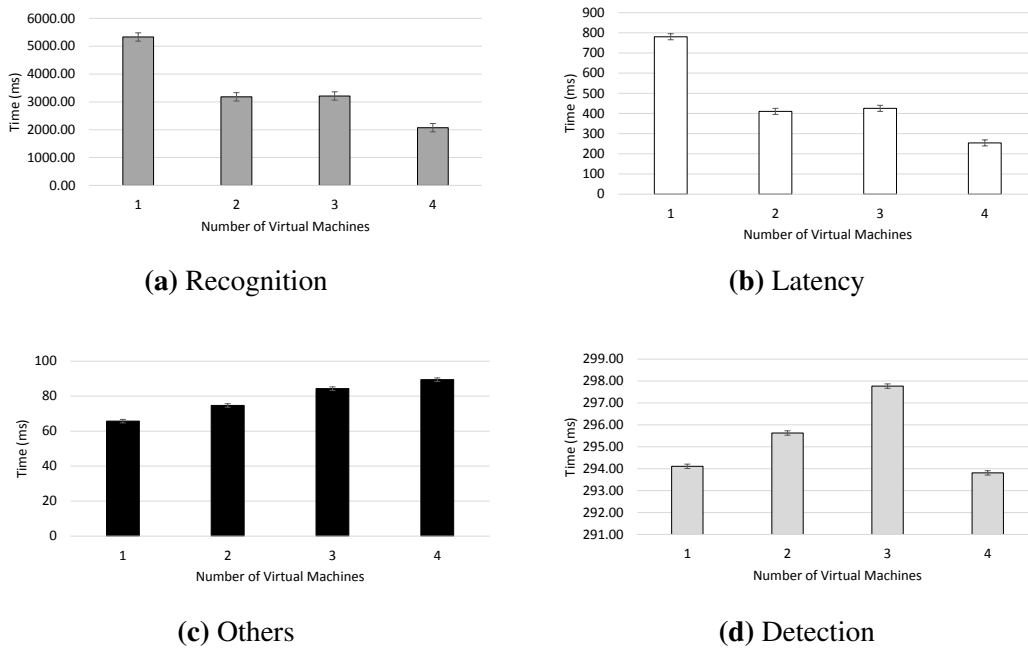 6000.00
5000.00
4000.00
3000.00
2000.00
1000.00
0.00
Time (ms)
1 2 3 4
Number of Virtual Machines
(a) Recognition
900
800
700
600
500
400
300
200
100
0
Time (ms)
1 2 3 4
Number of Virtual Machines
(b) Latency
100
80
60
40
20
0
Time (ms)
1 2 3 4
Number of Virtual Machines
(c) Others
299.00
298.00
297.00
296.00
295.00
294.00
293.00
292.00
291.00
Time (ms)
1 2 3 4
Number of Virtual Machines
(d) Detection